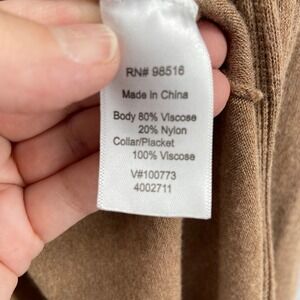 RN# 98516
Made in China
Body 80% Viscose
20% Nylon
Collar/Placket
100% Viscose
V#100773
4002711